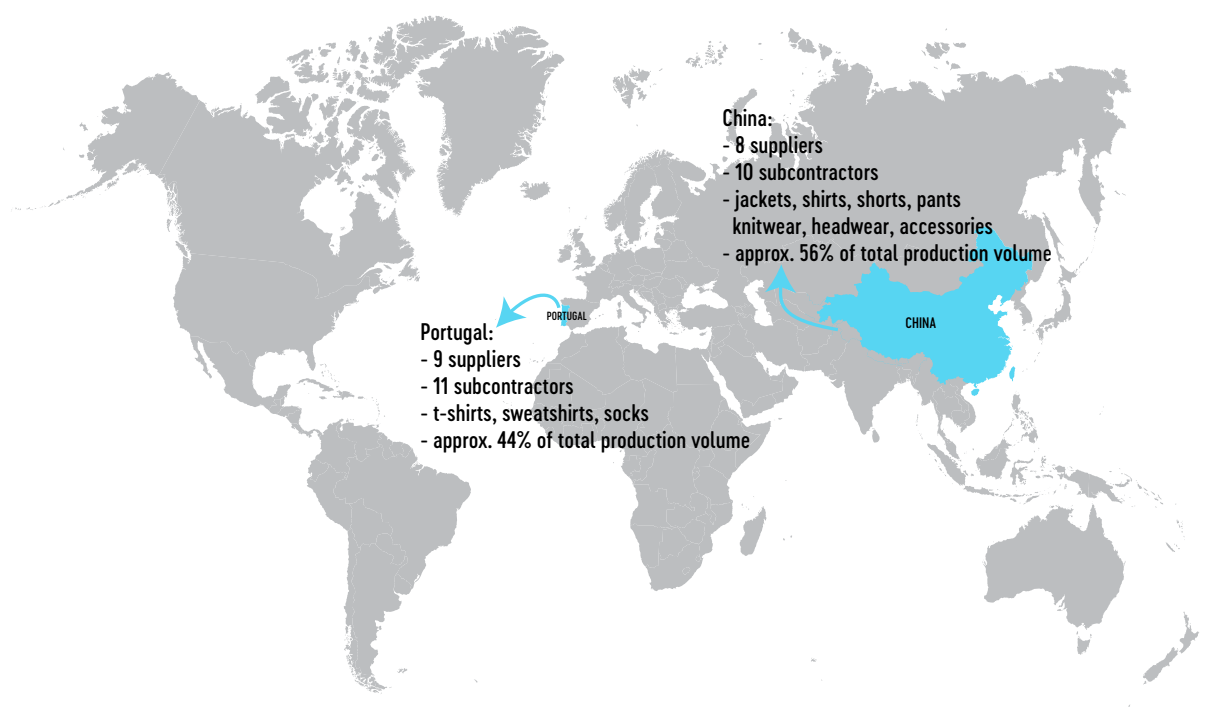 China:
- 8 suppliers
- 10 subcontractors
- jackets, shirts, shorts, pants
knitwear, headwear, accessories
- approx. 56% of total production volume
CHINA
PORTUGAL
Portugal:
- 9 suppliers
- 11 subcontractors
- t-shirts, sweatshirts, socks
- approx. 44% of total production volume